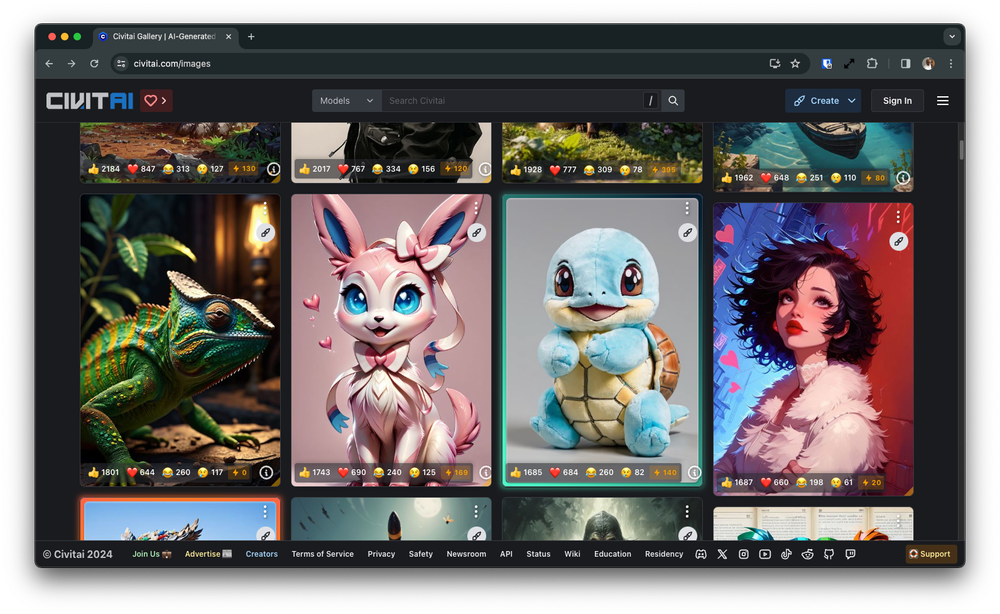 Civitai Gallery | AI-Generated
civitai.com/images
CIVITAI
Models
Search Civitai
/
Create
Sign In
2184 847 313 127 130
2017 767 334 156 120
1928 777 309 78 395
1962 648 251 110 80
1801 644 260 117 0
1743 690 240 125 169
1685 684 260 82 140
1687 660 198 61 20
© Civitai 2024
Join Us
Advertise
Creators
Terms of Service
Privacy
Safety
Newsroom
API
Status
Wiki
Education
Residency
Support